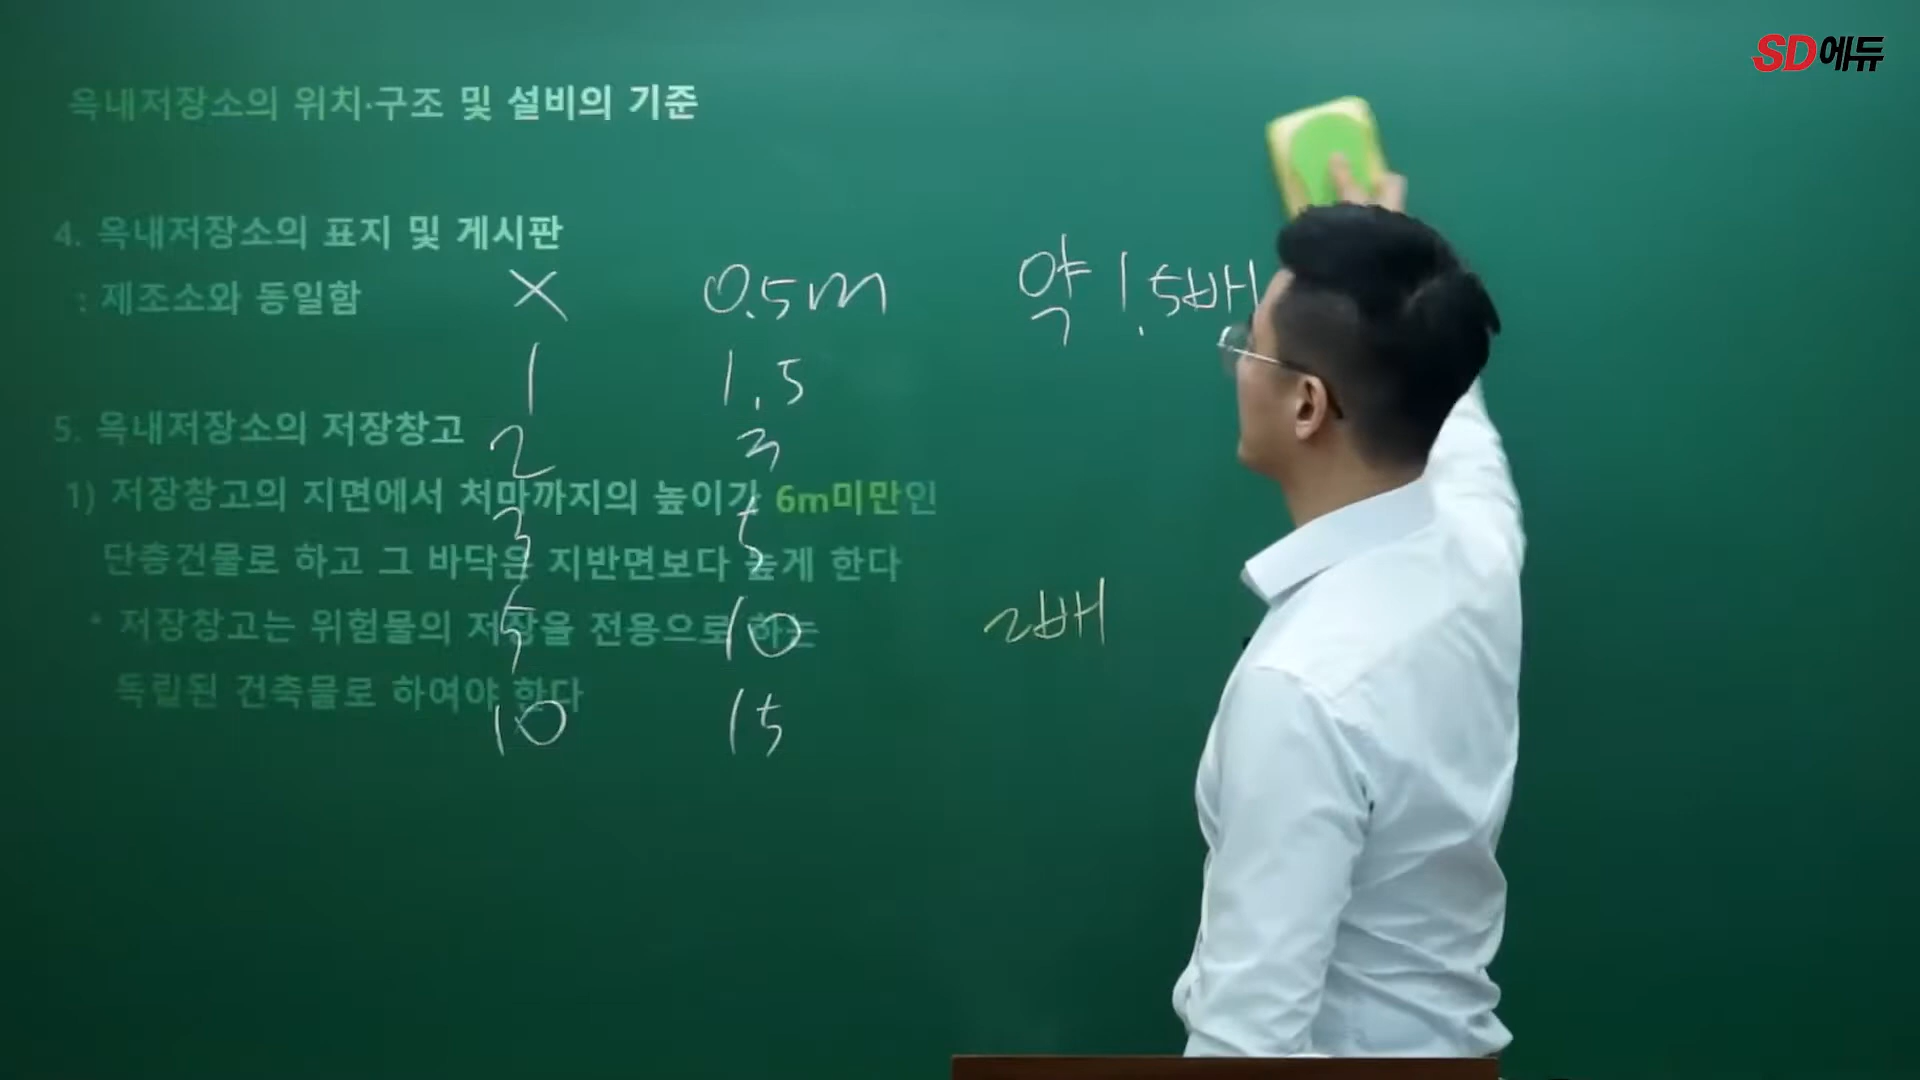 SD에듀
옥내저장소의 위치·구조 및 설비의 기준
4. 옥내저장소의 표지 및 게시판
: 제조소와 동일함
5. 옥내저장소의 저장창고
1) 저장창고의 지면에서 처마까지의 높이가 6m미만인
단층건물로 하고 그 바닥은 지반면보다 높게 한다
* 저장창고는 위험물의 저장을 전용으로 하는
독립된 건축물로 하여야 한다
X 0.5m 약 1.5배
1 1.5
2 3
3 5
5 10 2배
10 15